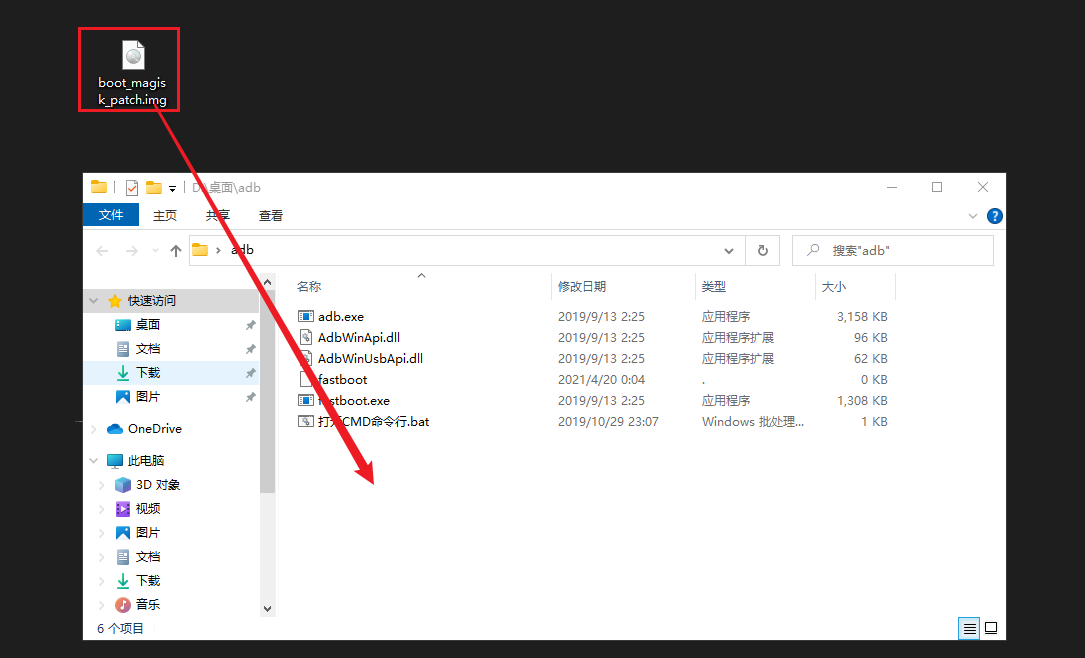 boot_magis
k_patch.img
D:\桌面\adb
文件 主页 共享 查看
adb
搜索"adb"
名称 修改日期 类型 大小
快速访问
桌面
文档
下载
图片
OneDrive
此电脑
3D 对象
视频
图片
文档
下载
音乐
adb.exe 2019/9/13 2:25 应用程序 3,158 KB
AdbWinApi.dll 2019/9/13 2:25 应用程序扩展 96 KB
AdbWinUsbApi.dll 2019/9/13 2:25 应用程序扩展 62 KB
fastboot 2021/4/20 0:04 . 0 KB
fastboot.exe 2019/9/13 2:25 应用程序 1,308 KB
打开CMD命令行.bat 2019/10/29 23:07 Windows 批处理... 1 KB
6 个项目